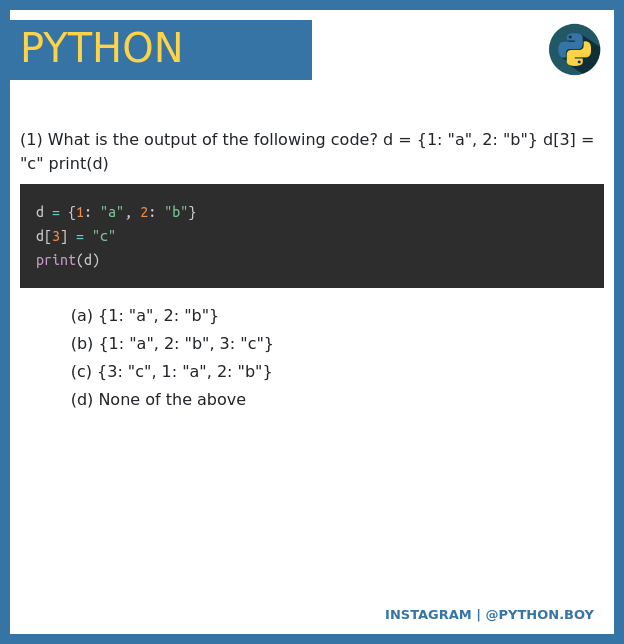 PYTHON
(1) What is the output of the following code? d = {1: "a", 2: "b"} d[3] =
"c" print(d)
d = {1: "a", 2: "b"}
d[3] = "c"
print(d)
(a) {1: "a", 2: "b"}
(b) {1: "a", 2: "b", 3: "c"}
(c) {3: "c", 1: "a", 2: "b"}
(d) None of the above
INSTAGRAM | @PYTHON.BOY